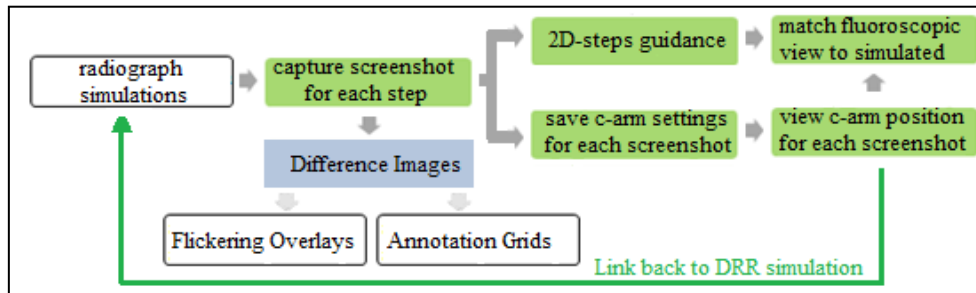 radiograph
simulations
capture screenshot
for each step
2D-steps guidance
match fluoroscopic
view to simulated
save c-arm settings
for each screenshot
view c-arm position
for each screenshot
Difference Images
Flickering Overlays
Annotation Grids
Link back to DRR simulation